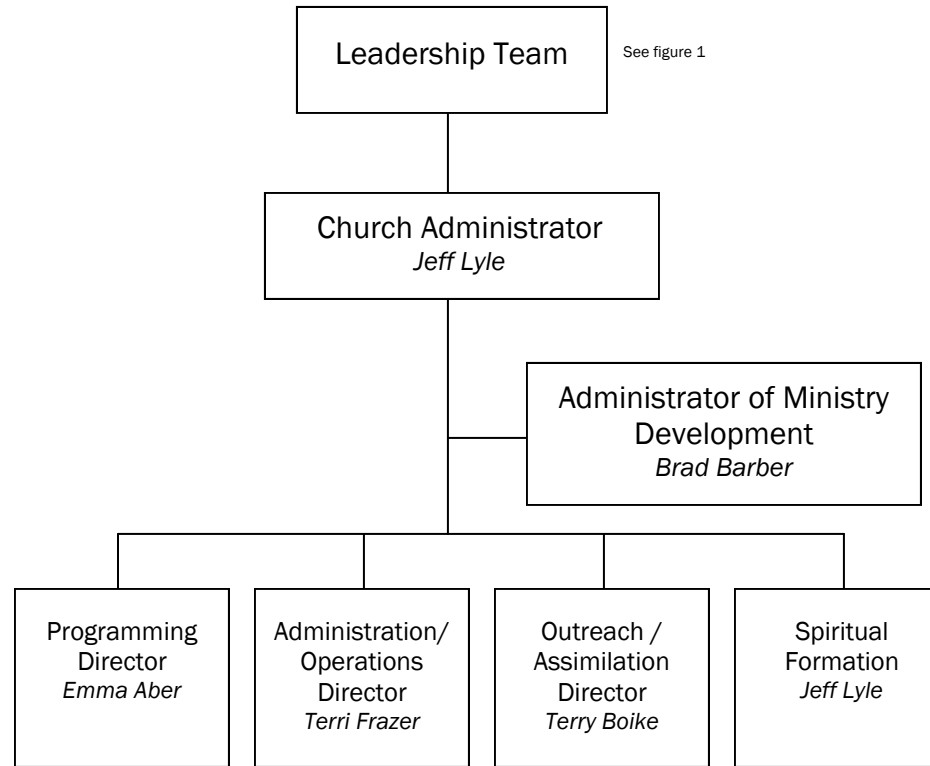 Leadership Team
See figure 1
Church Administrator
Jeff Lyle
Administrator of Ministry
Development
Brad Barber
Programming
Director
Emma Aber
Administration/
Operations
Director
Terri Frazer
Outreach /
Assimilation
Director
Terry Boike
Spiritual
Formation
Jeff Lyle